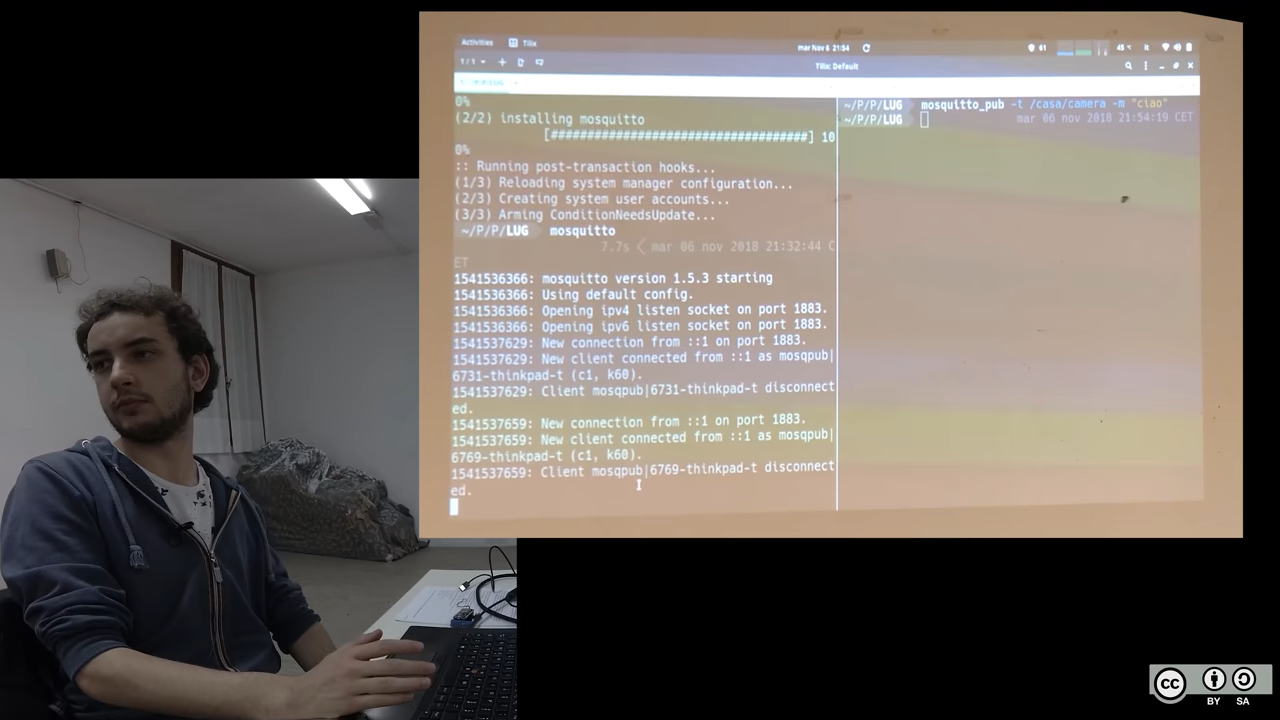 Activities Tilix mar Nov 6 21:54 61 45 °C it
1/1 Tilix: Default
0%
(2/2) installing mosquitto
[##################################] 10
0%
:: Running post-transaction hooks...
(1/3) Reloading system manager configuration...
(2/3) Creating system user accounts...
(3/3) Arming ConditionNeedsUpdate...
~/P/P/LUG mosquitto
7.7s < mar 06 nov 2018 21:32:44 C
ET
1541536366: mosquitto version 1.5.3 starting
1541536366: Using default config.
1541536366: Opening ipv4 listen socket on port 1883.
1541536366: Opening ipv6 listen socket on port 1883.
1541537629: New connection from ::1 on port 1883.
1541537629: New client connected from ::1 as mosqpub|
6731-thinkpad-t (c1, k60).
1541537629: Client mosqpub|6731-thinkpad-t disconnect
ed.
1541537659: New connection from ::1 on port 1883.
1541537659: New client connected from ::1 as mosqpub|
6769-thinkpad-t (c1, k60).
1541537659: Client mosqpub|6769-thinkpad-t disconnect
ed.
~/P/P/LUG mosquitto_pub -t /casa/camera -m "ciao"
~/P/P/LUG mar 06 nov 2018 21:54:19 CET
cc
BY SA